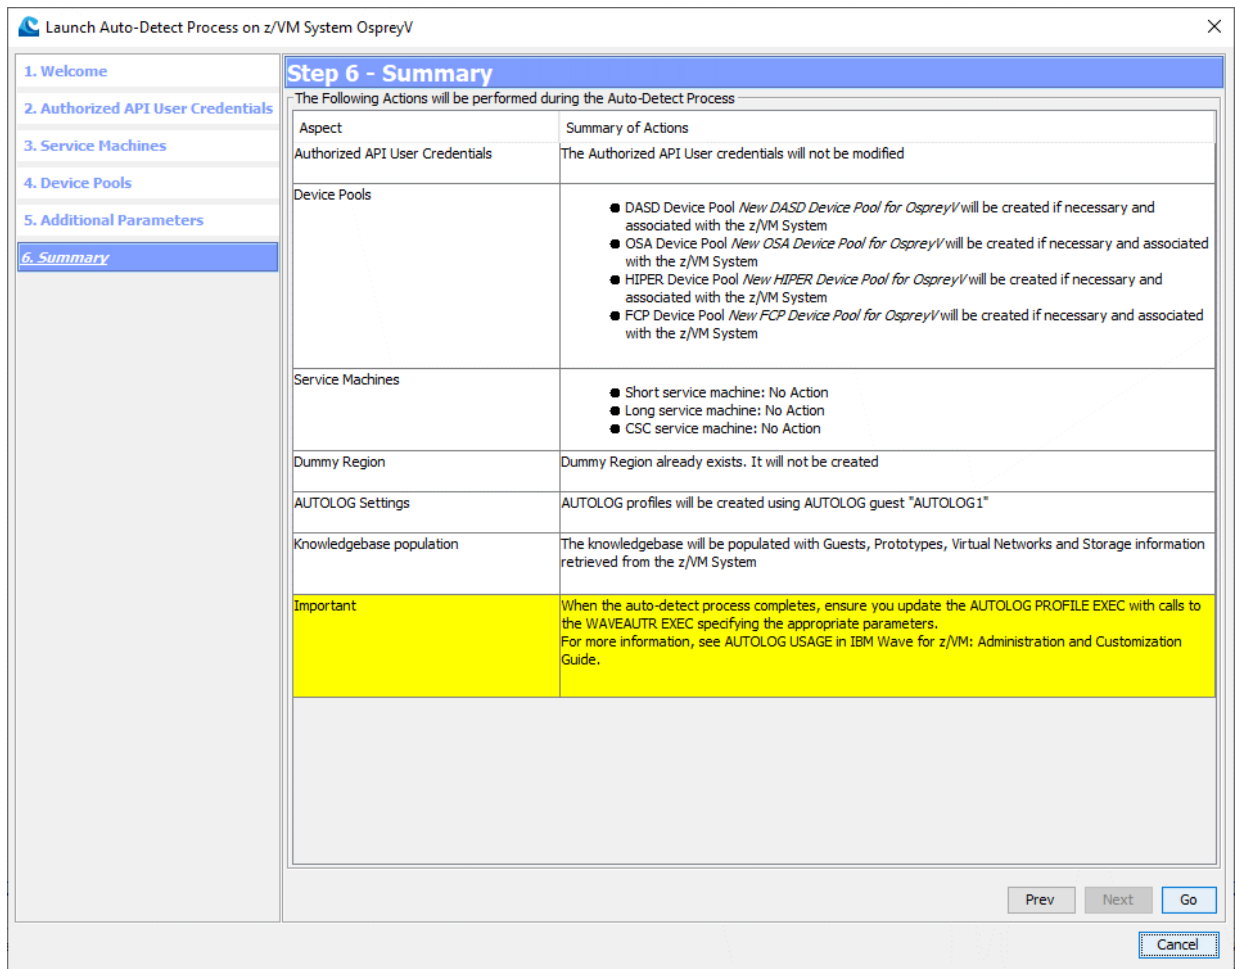 Launch Auto-Detect Process on z/VM System OspreyV
1. Welcome
2. Authorized API User Credentials
3. Service Machines
4. Device Pools
5. Additional Parameters
6. Summary
Step 6 - Summary
The Following Actions will be performed during the Auto-Detect Process
Aspect
Summary of Actions
Authorized API User Credentials
The Authorized API User credentials will not be modified
Device Pools
● DASD Device Pool New DASD Device Pool for OspreyV will be created if necessary and
associated with the z/VM System
● OSA Device Pool New OSA Device Pool for OspreyV will be created if necessary and associated
with the z/VM System
● HIPER Device Pool New HIPER Device Pool for OspreyV will be created if necessary and
associated with the z/VM System
● FCP Device Pool New FCP Device Pool for OspreyV will be created if necessary and associated
with the z/VM System
Service Machines
● Short service machine: No Action
● Long service machine: No Action
● CSC service machine: No Action
Dummy Region
Dummy Region already exists. It will not be created
AUTOLOG Settings
AUTOLOG profiles will be created using AUTOLOG guest "AUTOLOG1"
Knowledgebase population
The knowledgebase will be populated with Guests, Prototypes, Virtual Networks and Storage information
retrieved from the z/VM System
Important
When the auto-detect process completes, ensure you update the AUTOLOG PROFILE EXEC with calls to
the WAVEAUTR EXEC specifying the appropriate parameters.
For more information, see AUTOLOG USAGE in IBM Wave for z/VM: Administration and Customization
Guide.
Prev
Next
Go
Cancel